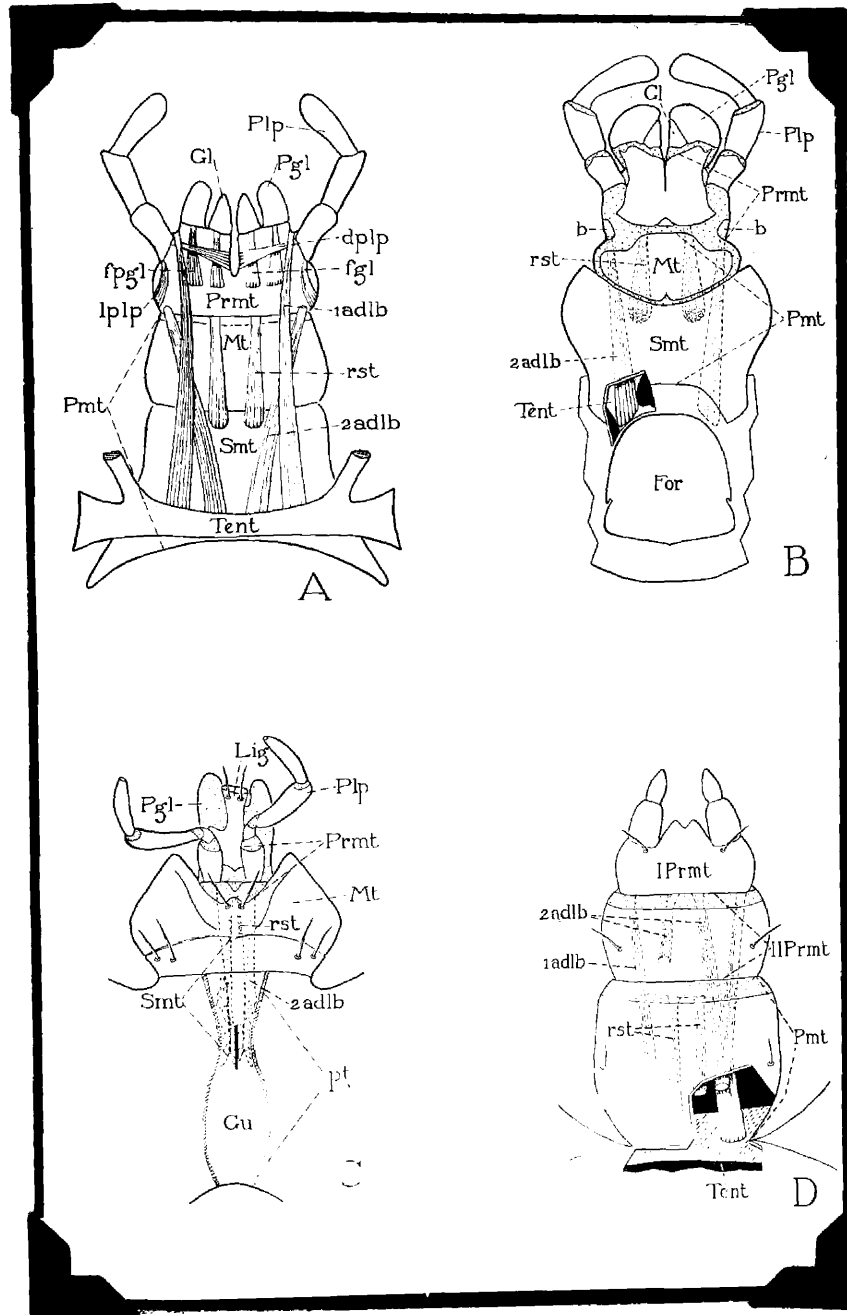 Plp
Gl
Pgl
dplp
fpgl
fgl
lplp
Prmt
1adlb
Mt
rst
Pmt
2adlb
Smt
Tent
A
Pgl
Gl
Plp
Prmt
b
b
rst
Mt
Pmt
Smt
2adlb
Tent
For
B
Lig
Pgl
Plp
Prmt
Mt
rst
Smt
2adlb
pt
Gu
IPrmt
2adlb
1adlb
IIPrmt
rst
Pmt
Tent
D